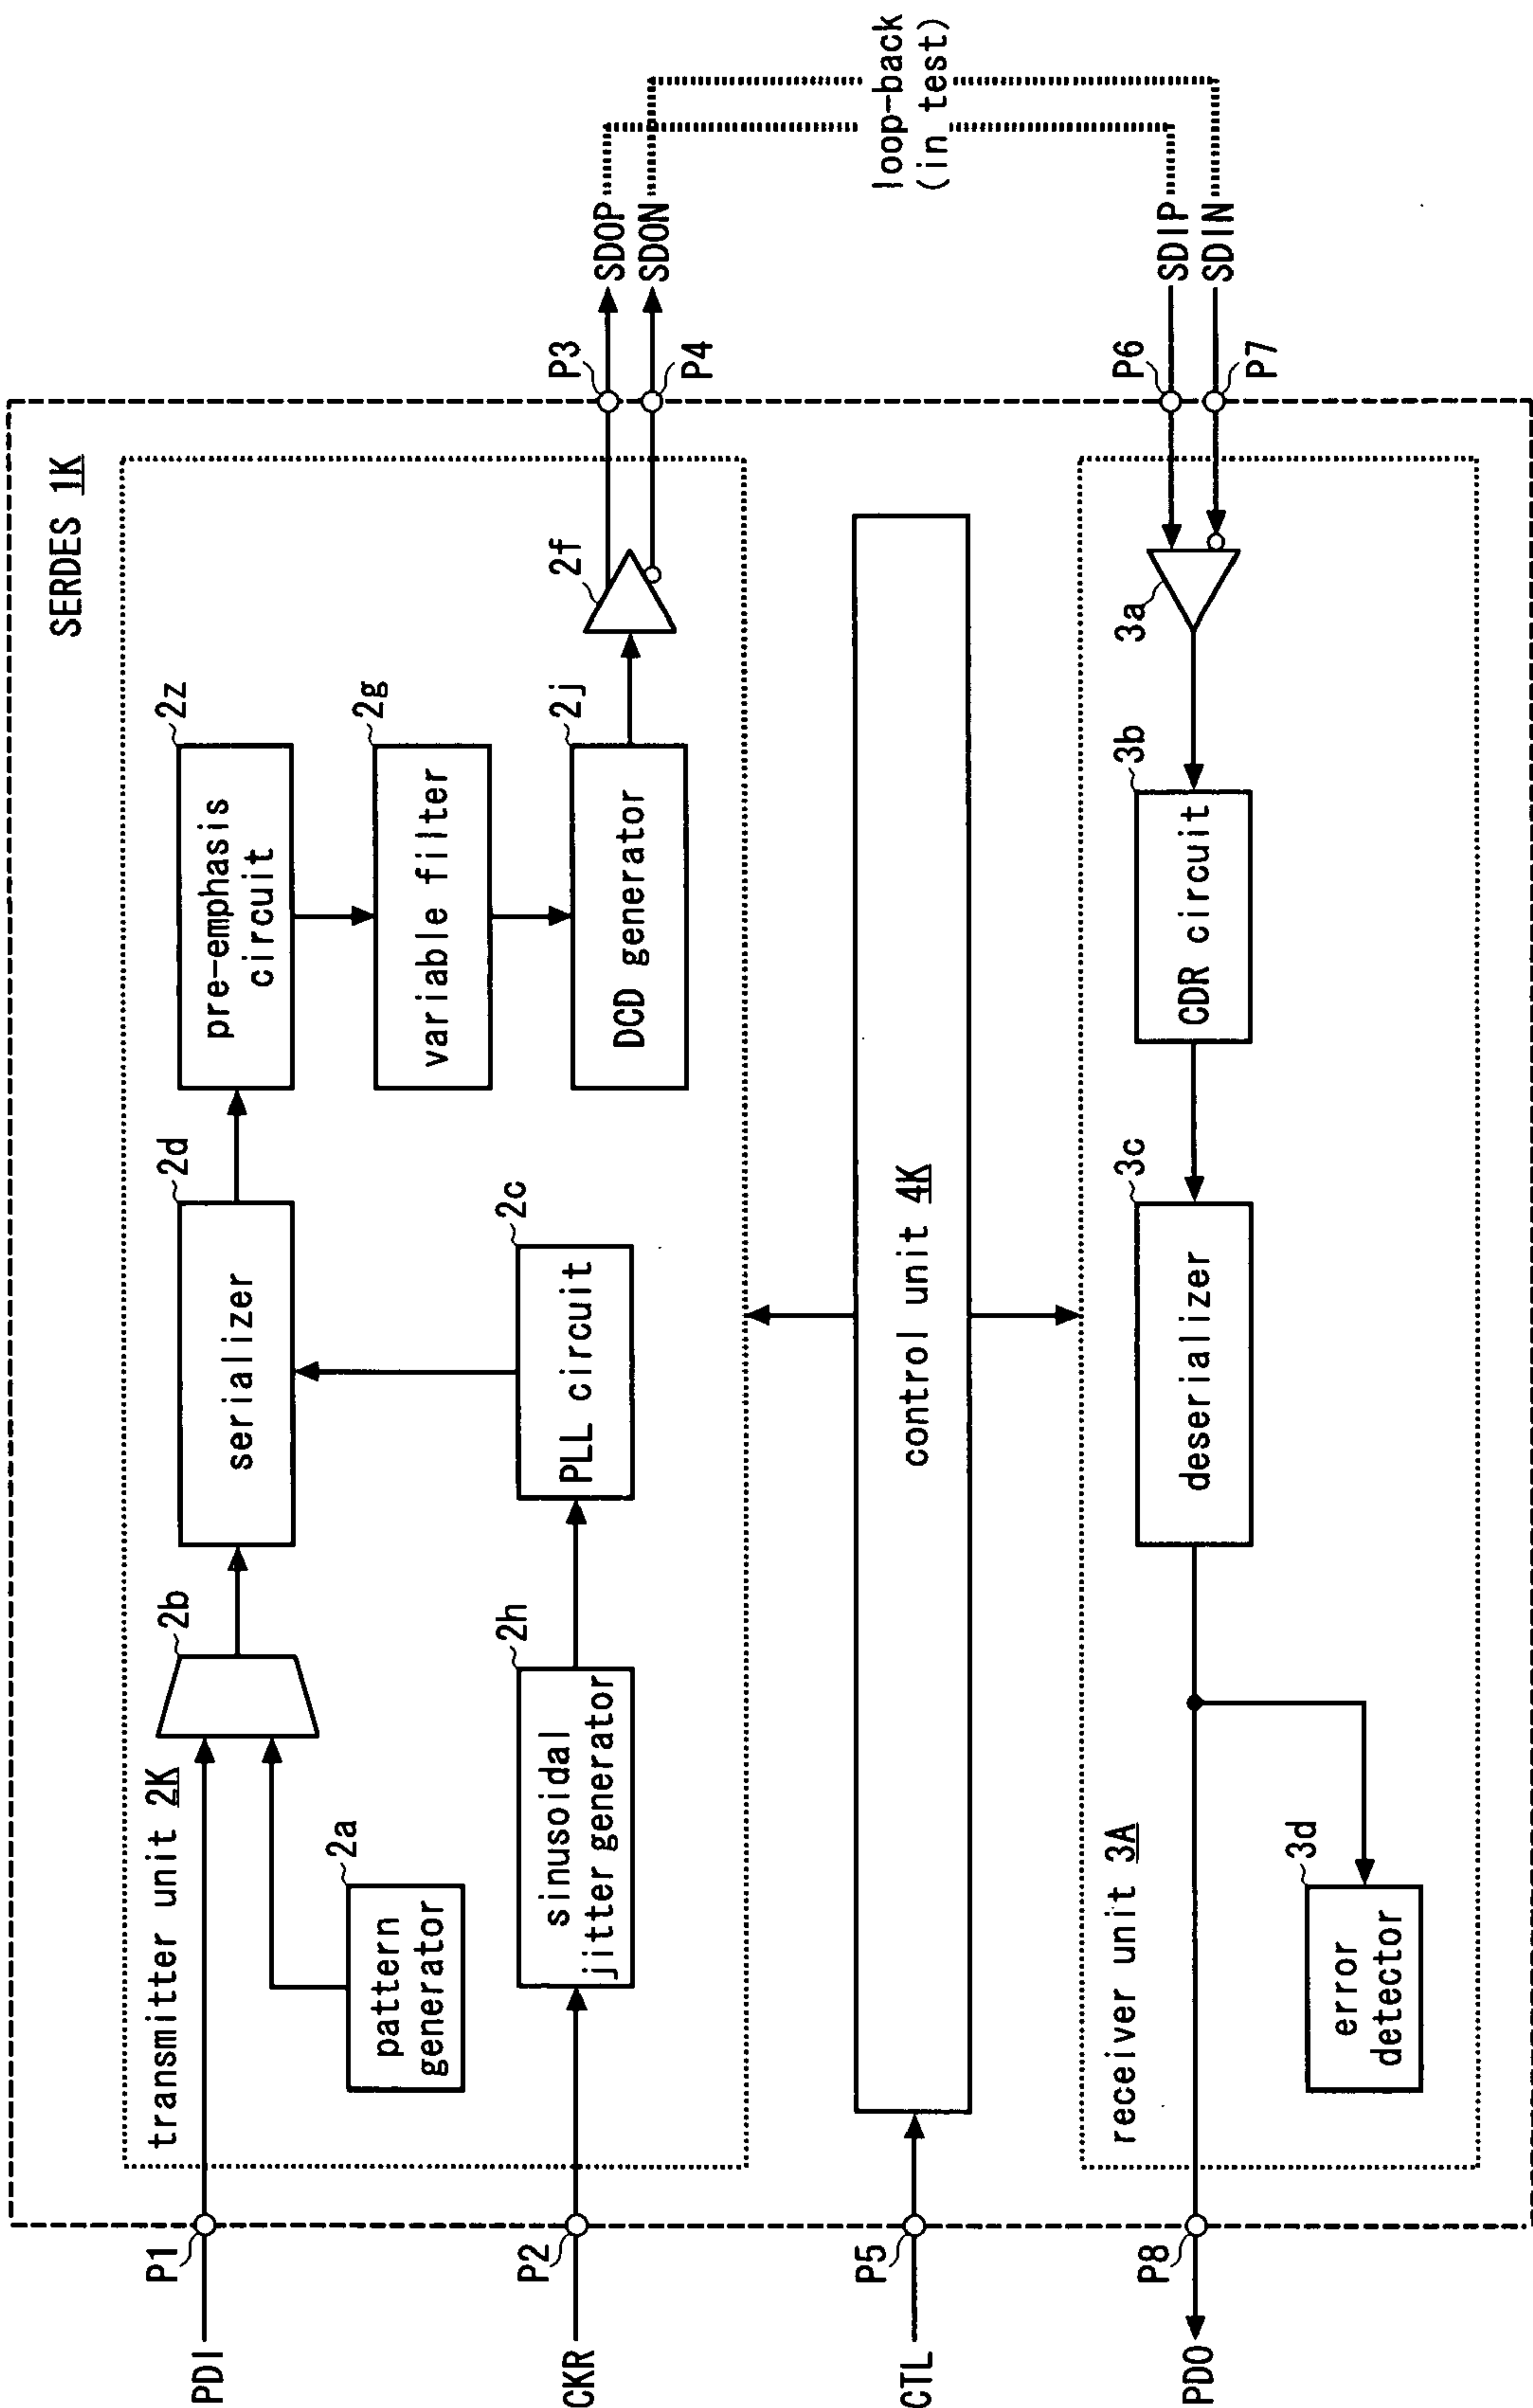 SERDES 1K
transmitter unit 2K
PDI
P1
2b
serializer
2d
pre-emphasis
circuit
2z
pattern
generator
2a
variable filter
2g
CKR
P2
sinusoidal
jitter generator
2h
PLL circuit
2c
DCD generator
2j
2f
P3
SDOP
P4
SDON
CTL
P5
control unit 4K
loop-back
(in test)
receiver unit 3A
PDO
P8
deserializer
3c
CDR circuit
3b
3a
P6
SDIP
P7
SDIN
error
detector
3d